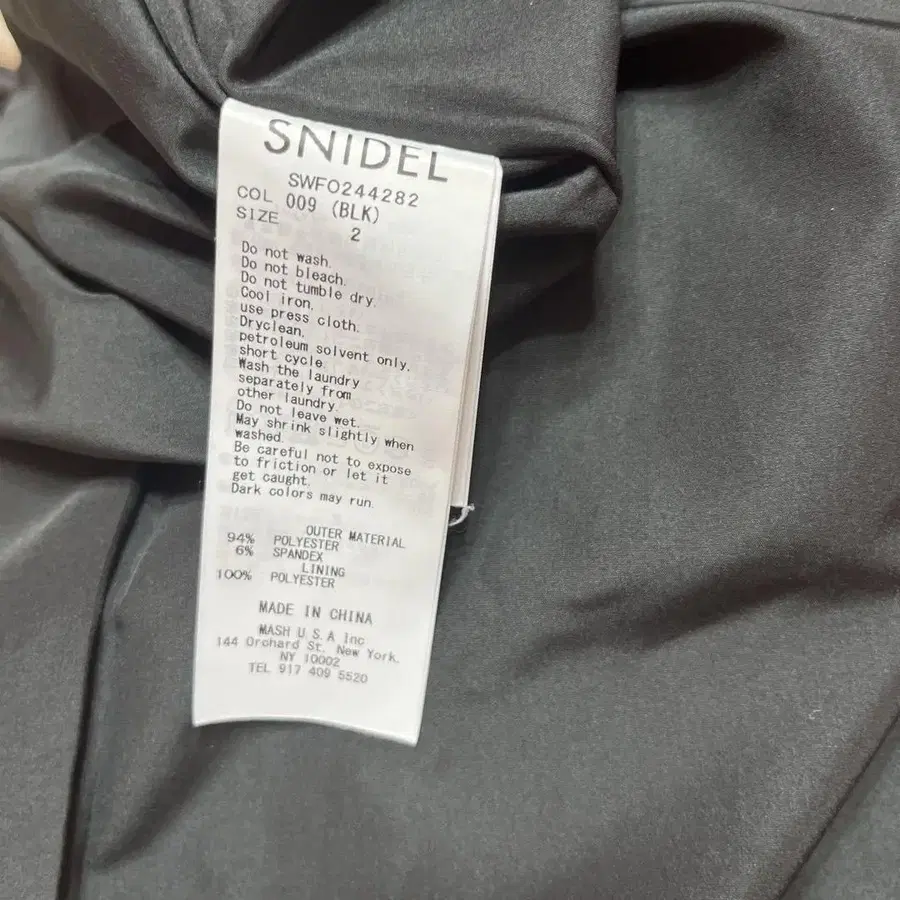 SNIDEL
SWFO244282
COL 009 (BLK)
SIZE 2
Do not wash.
Do not bleach.
Do not tumble dry.
Cool iron.
use press cloth.
Dryclean.
petroleum solvent only.
short cycle.
Wash the laundry
separately from
other laundry.
Do not leave wet.
May shrink slightly when
washed.
Be careful not to expose
to friction or let it
get caught.
Dark colors may run.
OUTER MATERIAL
94% POLYESTER
6% SPANDEX
LINING
100% POLYESTER
MADE IN CHINA
MASH U.S.A Inc
144 Orchard St. New York.
NY 10002
TEL 917 409 5520